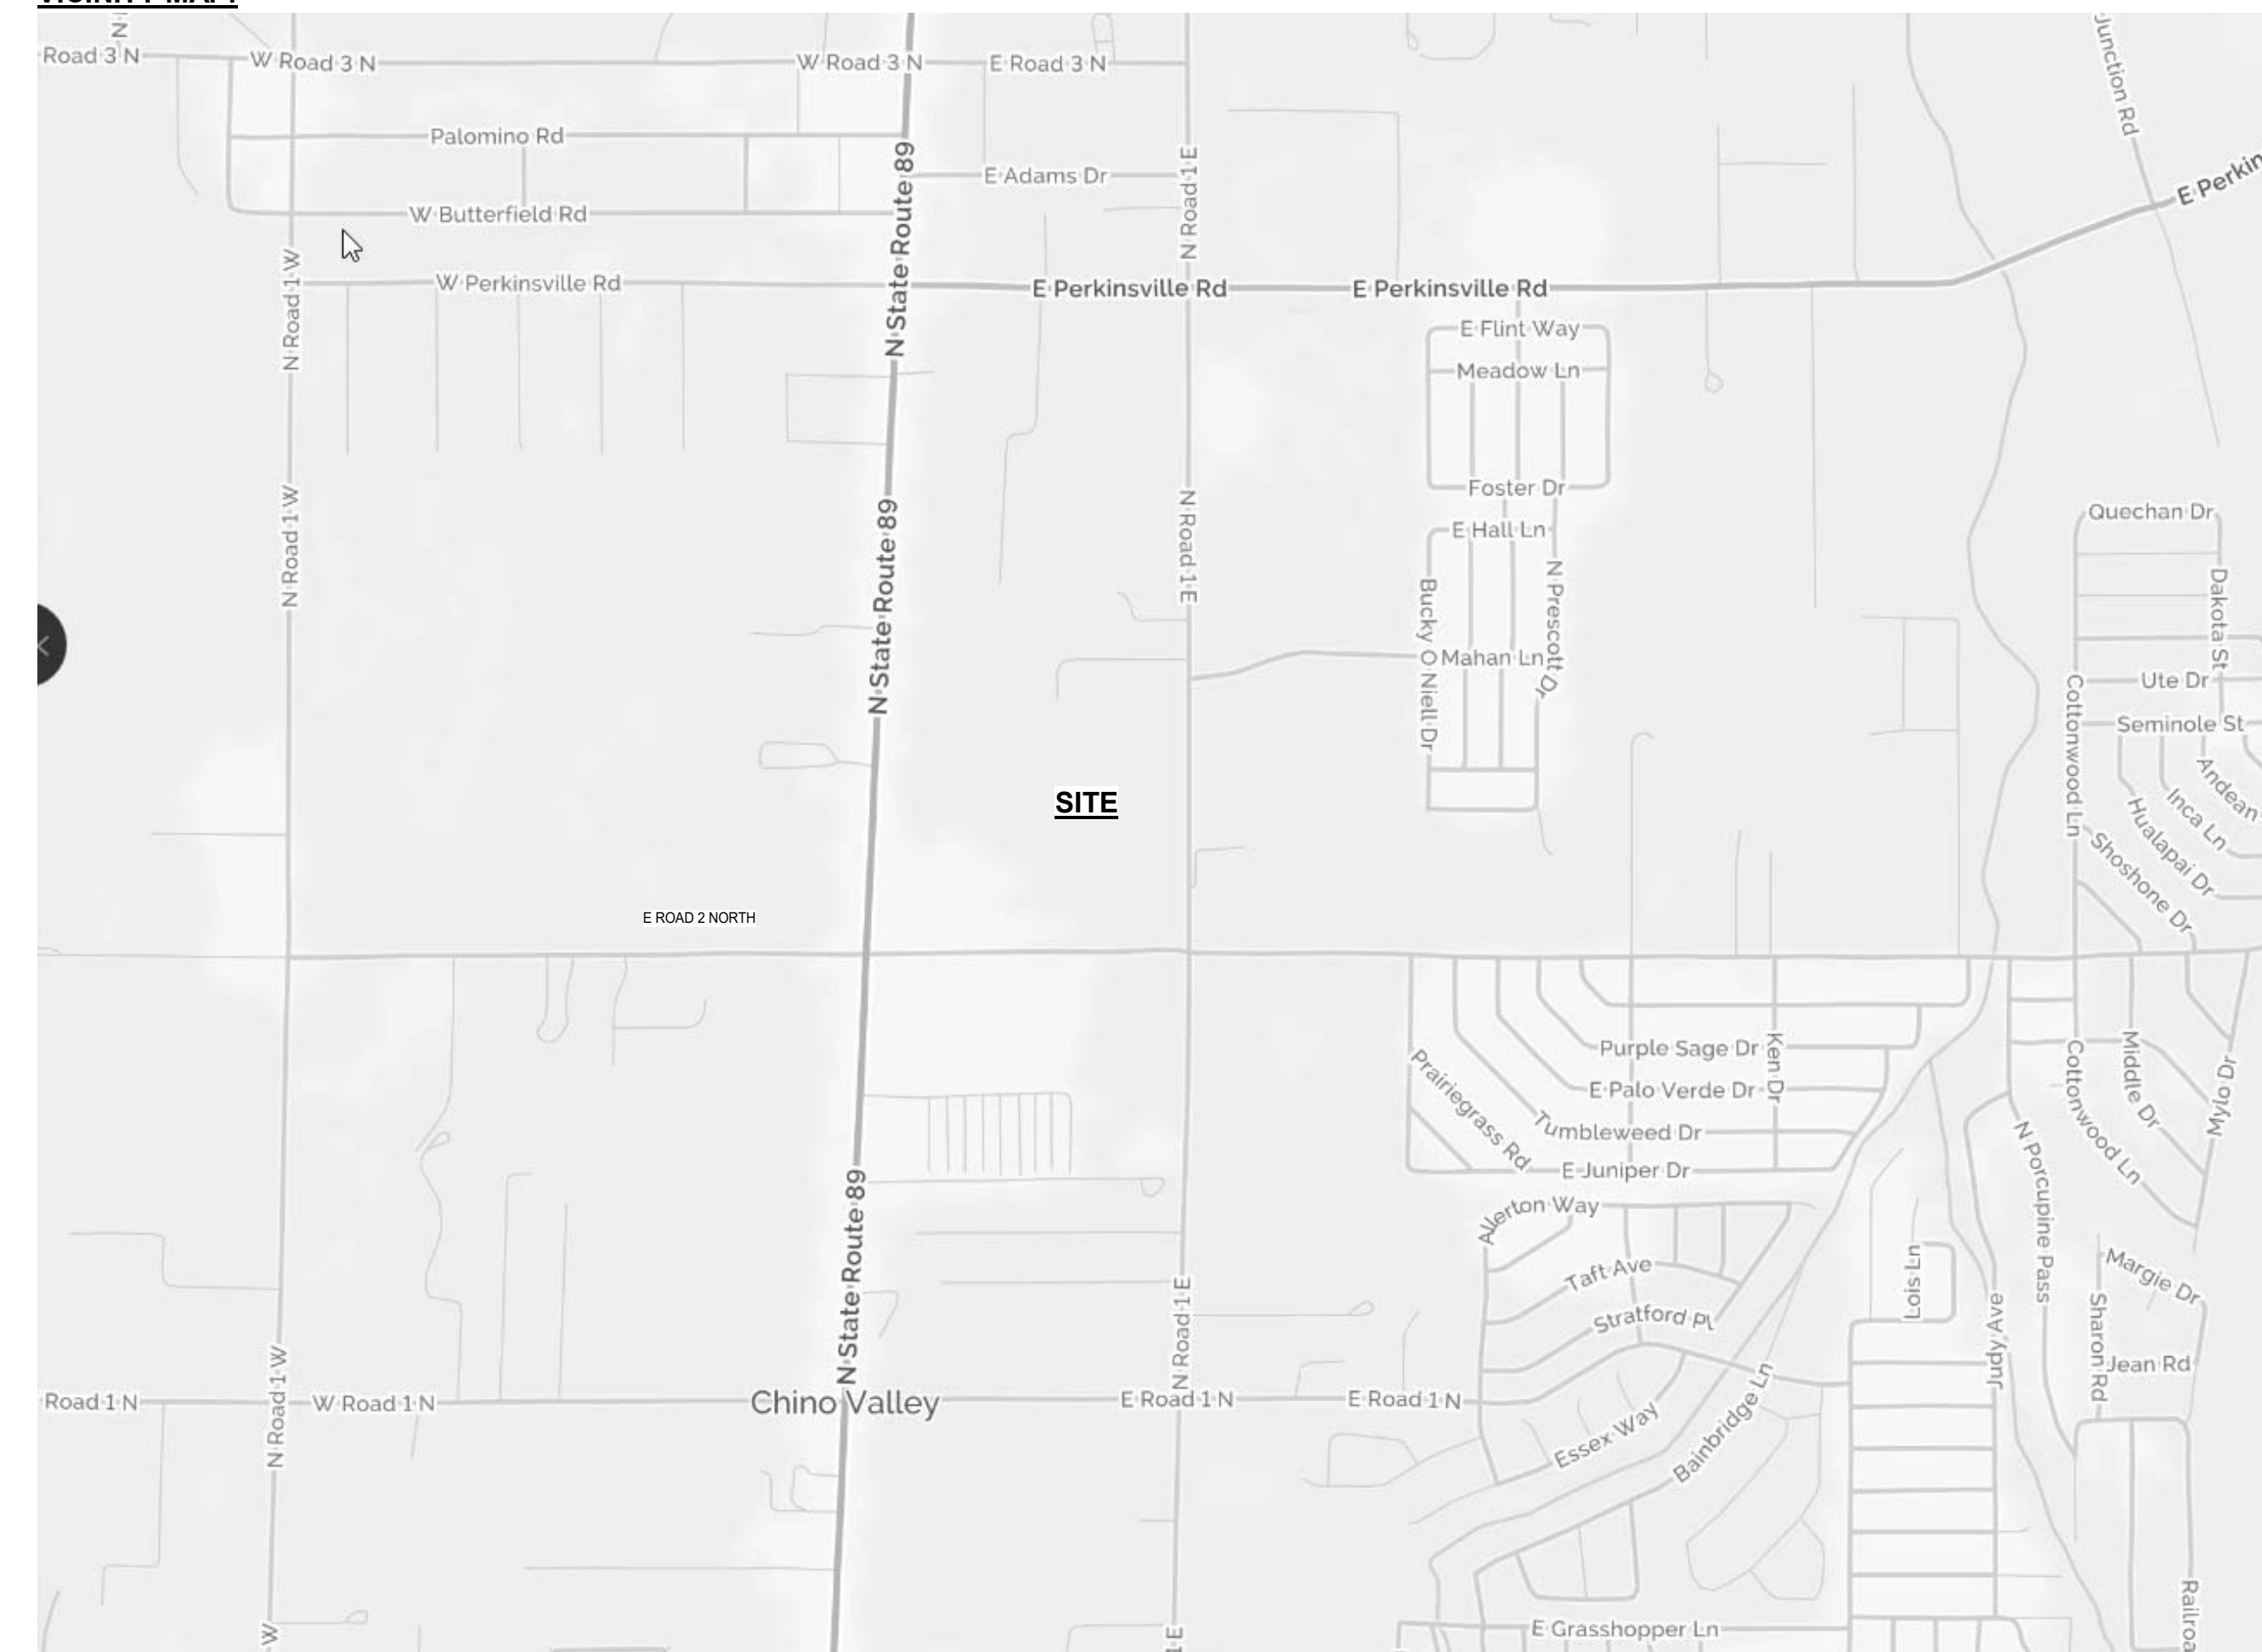 VICINITY MAP:
N
Junction Rd
Road 3 N
W Road 3 N
W Road 3 N
E Road 3 N
Palomino Rd
N State Route 89
E Adams Dr
N Road 1 E
E Perkin
W Butterfield Rd
N Road 1 W
W Perkinsville Rd
E Perkinsville Rd
E Perkinsville Rd
E Flint Way
Meadow Ln
Foster Dr
N Road 1 W
N State Route 89
N Road 1 E
E Hall Ln
Quechan Dr
Bucky O Niell Dr
N Prescott Dr
Dakota St
Mahan Ln
Ute Dr
Cottonwood Ln
Seminole St
Andean
Inca Ln
Hualapai Dr
Shoshone Dr
SITE
E ROAD 2 NORTH
Purple Sage Dr
Ken Dr
Prairiegrass Rd
E Palo Verde Dr
Tumbleweed Dr
E Juniper Dr
Cottonwood Ln
Middle Dr
Mylo Dr
N Porcupine Pass
N State Route 89
Allerton Way
Taft Ave
Stratford Pl
Lois Ln
Judy Ave
Margie Dr
Sharon Rd
Jean Rd
N Road 1 E
N Road 1 W
Road 1 N
W Road 1 N
Chino Valley
E Road 1 N
E Road 1 N
Essex Way
Bainbridge Ln
E Grasshopper Ln
Railroa
W
1 E